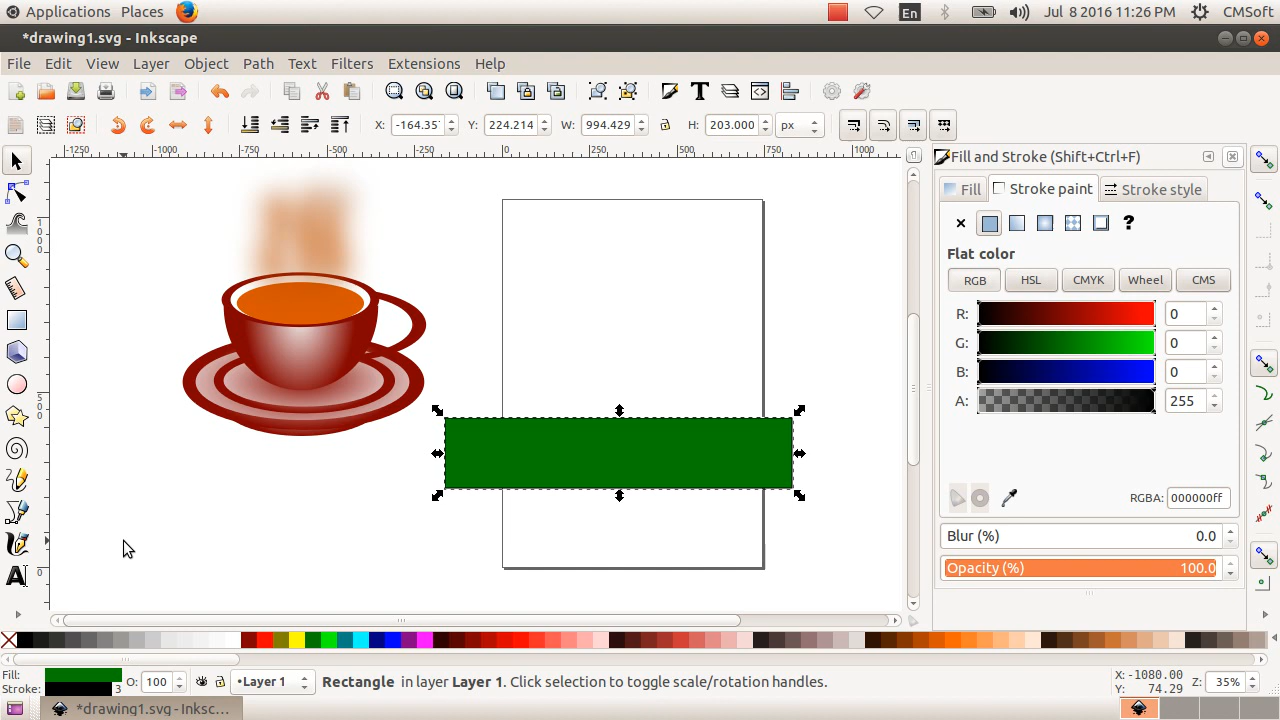 Applications Places En Jul 8 2016 11:26 PM CMSoft
*drawing1.svg - Inkscape
File Edit View Layer Object Path Text Filters Extensions Help
X: -164.35 Y: 224.214 W: 994.429 H: 203.000 px
-1250 -1000 -750 -500 -250 0 250 500 750 1000
Fill and Stroke (Shift+Ctrl+F)
Fill Stroke paint Stroke style
Flat color
RGB HSL CMYK Wheel CMS
R: 0
G: 0
B: 0
A: 255
RGBA: 000000ff
Blur (%) 0.0
Opacity (%) 100.0
1000
500
0
Fill:
Stroke: 3
O: 100
•Layer 1
Rectangle in layer Layer 1. Click selection to toggle scale/rotation handles.
X: -1080.00
Y: 74.29
Z: 35%
*drawing1.svg - Inksc...